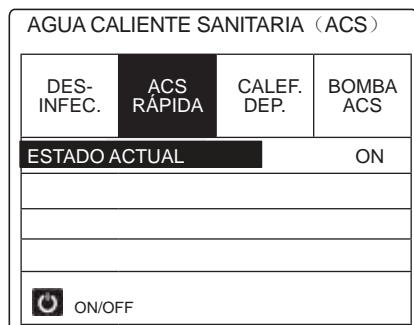 AGUA CALIENTE SANITARIA（ACS）
DES-
INFEC.
ACS
RÁPIDA
CALEF.
DEP.
BOMBA
ACS
ESTADO ACTUAL ON
ON/OFF